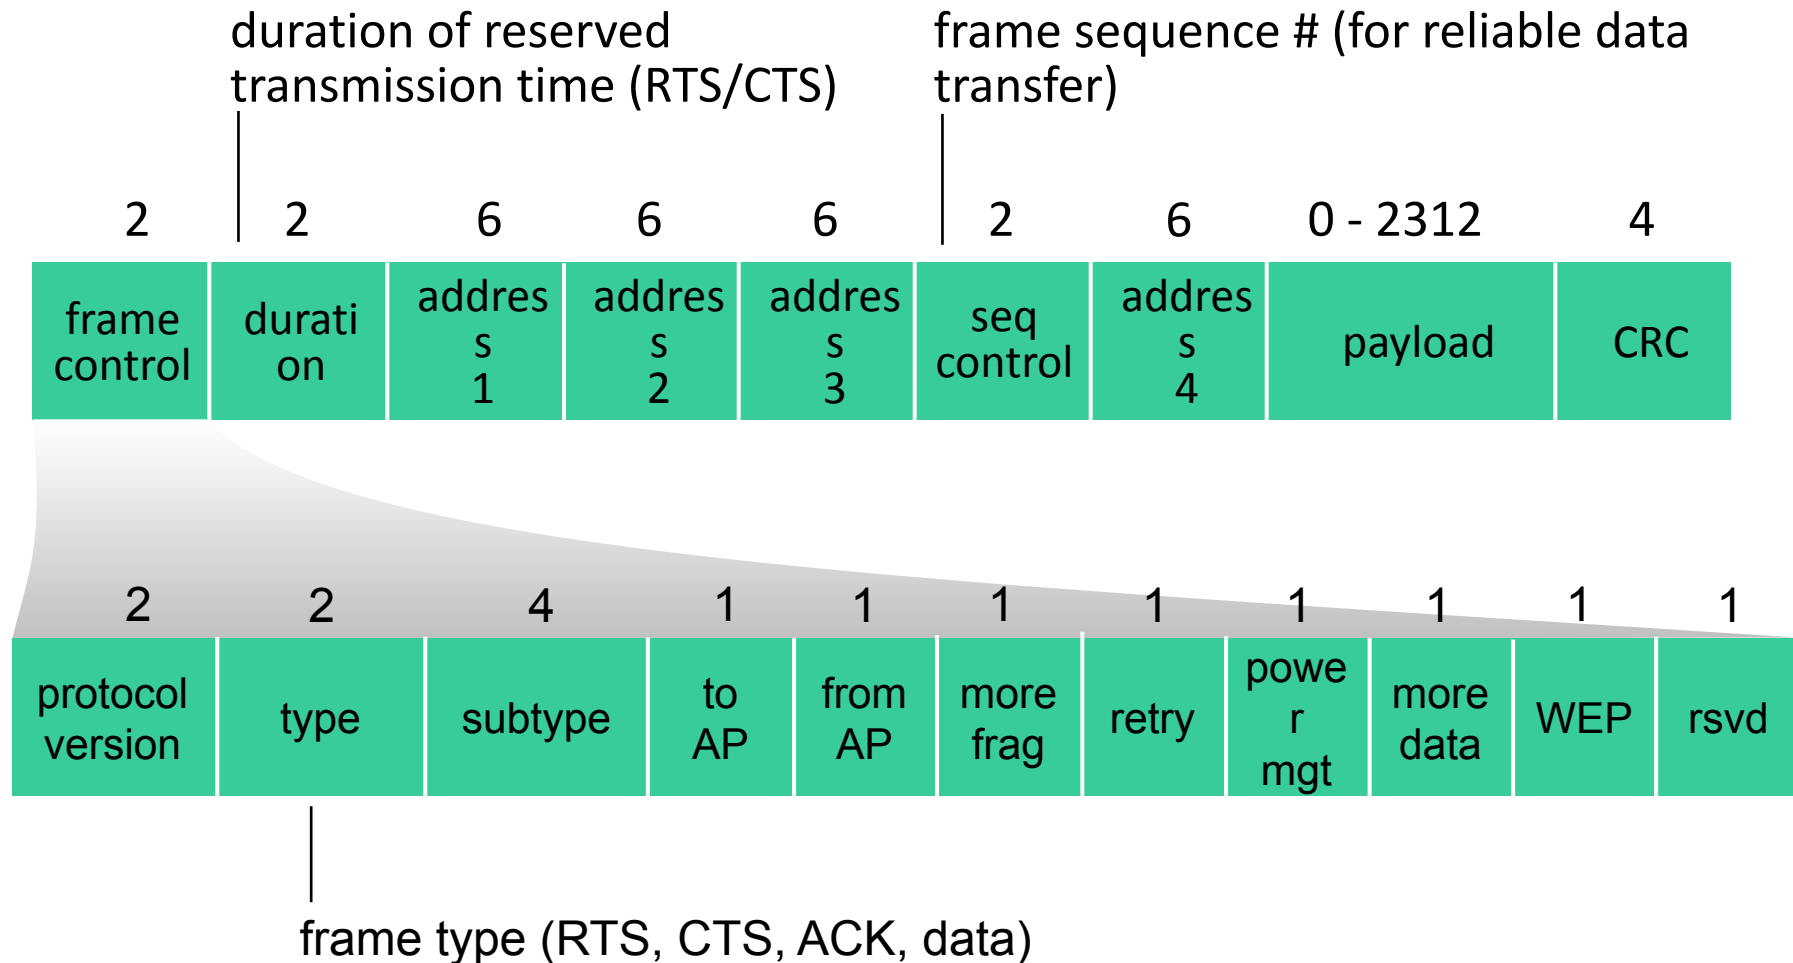 duration of reserved
transmission time (RTS/CTS)
frame sequence # (for reliable data
transfer)
2 2 6 6 6 2 6 0 - 2312 4
frame
control
durati
on
addres
s
1
addres
s
2
addres
s
3
seq
control
addres
s
4
payload
CRC
2 2 4 1 1 1 1 1 1 1 1
protocol
version
type
subtype
to
AP
from
AP
more
frag
retry
powe
r
mgt
more
data
WEP
rsvd
frame type (RTS, CTS, ACK, data)